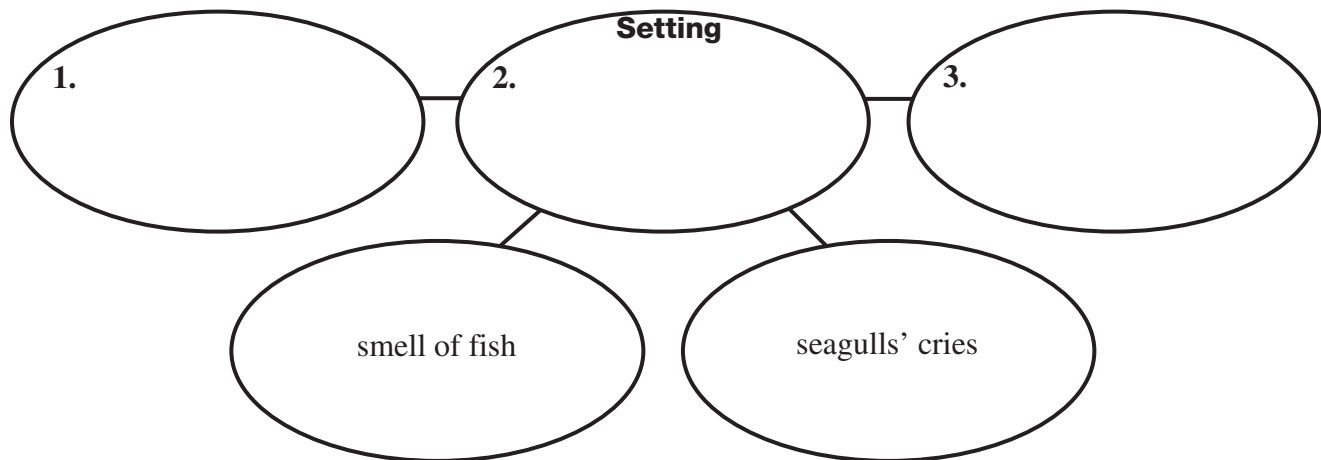 Setting
1.
2.
3.
smell of fish
seagulls’ cries